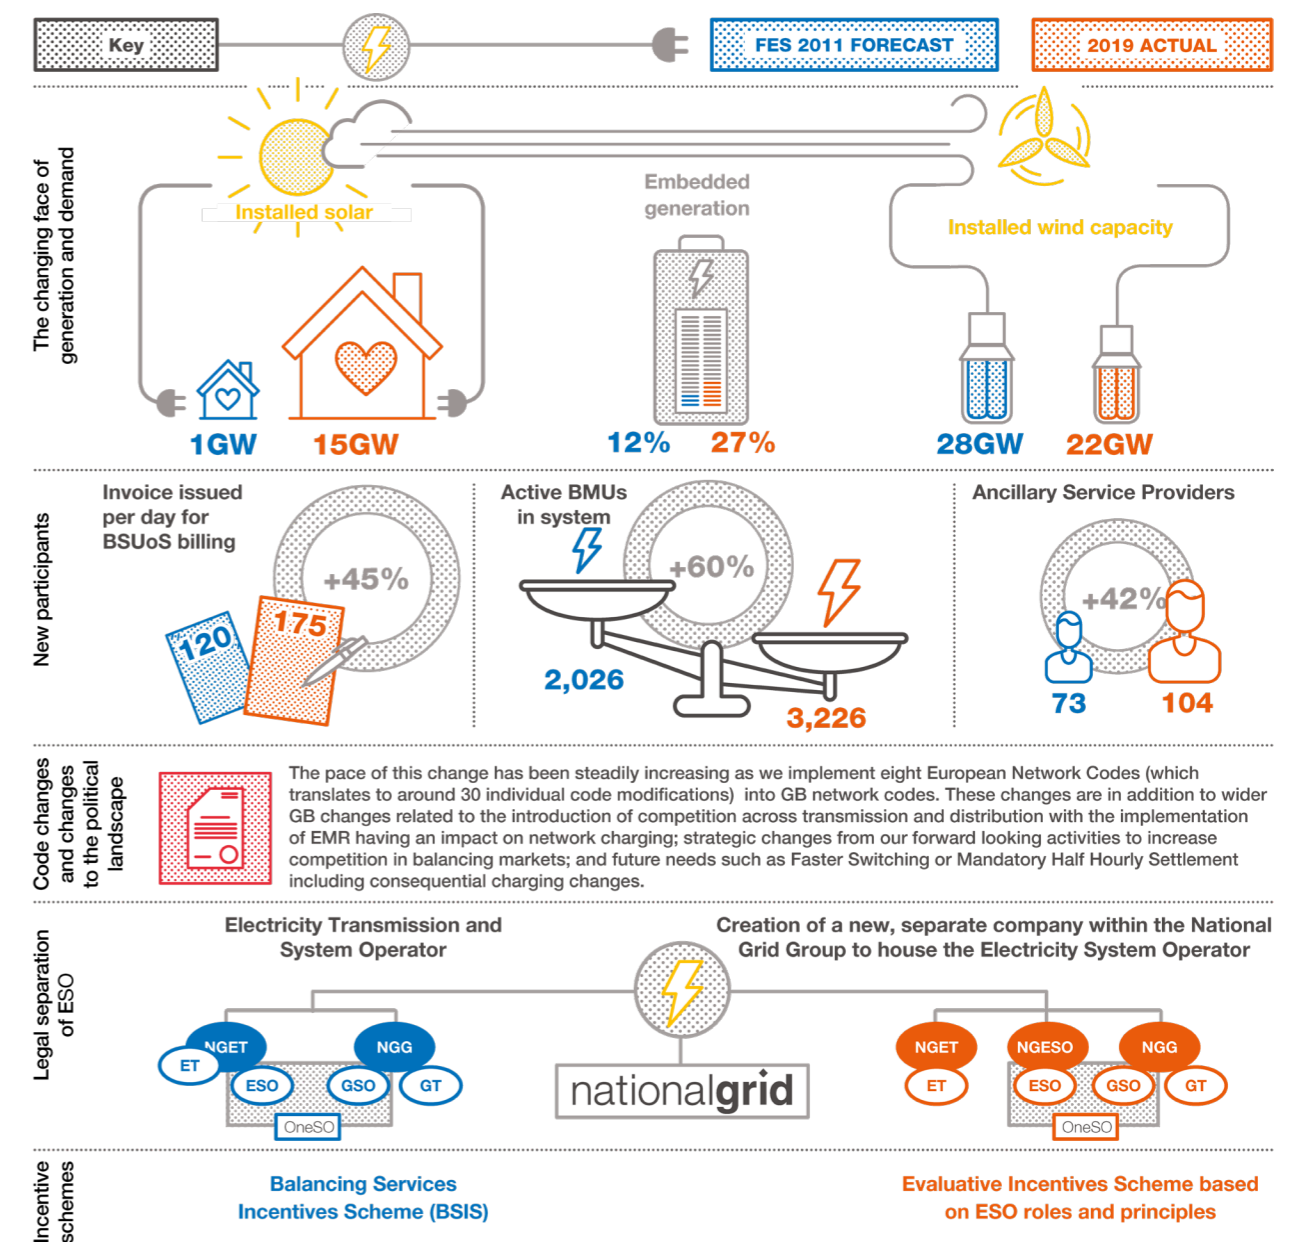 Key
FES 2011 FORECAST
2019 ACTUAL
The changing face of
generation and demand
Installed solar
Embedded
generation
Installed wind capacity
1GW
15GW
12%
27%
28GW
22GW
New participants
Invoice issued
per day for
BSUoS billing
+45%
120
175
Active BMUs
in system
+60%
2,026
3,226
Ancillary Service Providers
+42%
73
104
Code changes
and changes
to the political
landscape
The pace of this change has been steadily increasing as we implement eight European Network Codes (which
translates to around 30 individual code modifications) into GB network codes. These changes are in addition to wider
GB changes related to the introduction of competition across transmission and distribution with the implementation
of EMR having an impact on network charging; strategic changes from our forward looking activities to increase
competition in balancing markets; and future needs such as Faster Switching or Mandatory Half Hourly Settlement
including consequential charging changes.
Legal separation
of ESO
Electricity Transmission and
System Operator
Creation of a new, separate company within the National
Grid Group to house the Electricity System Operator
NGET
ET
ESO
NGG
GSO
GT
OneSO
nationalgrid
NGET
ET
NGESO
ESO
NGG
GSO
GT
OneSO
Incentive
schemes
Balancing Services
Incentives Scheme (BSIS)
Evaluative Incentives Scheme based
on ESO roles and principles